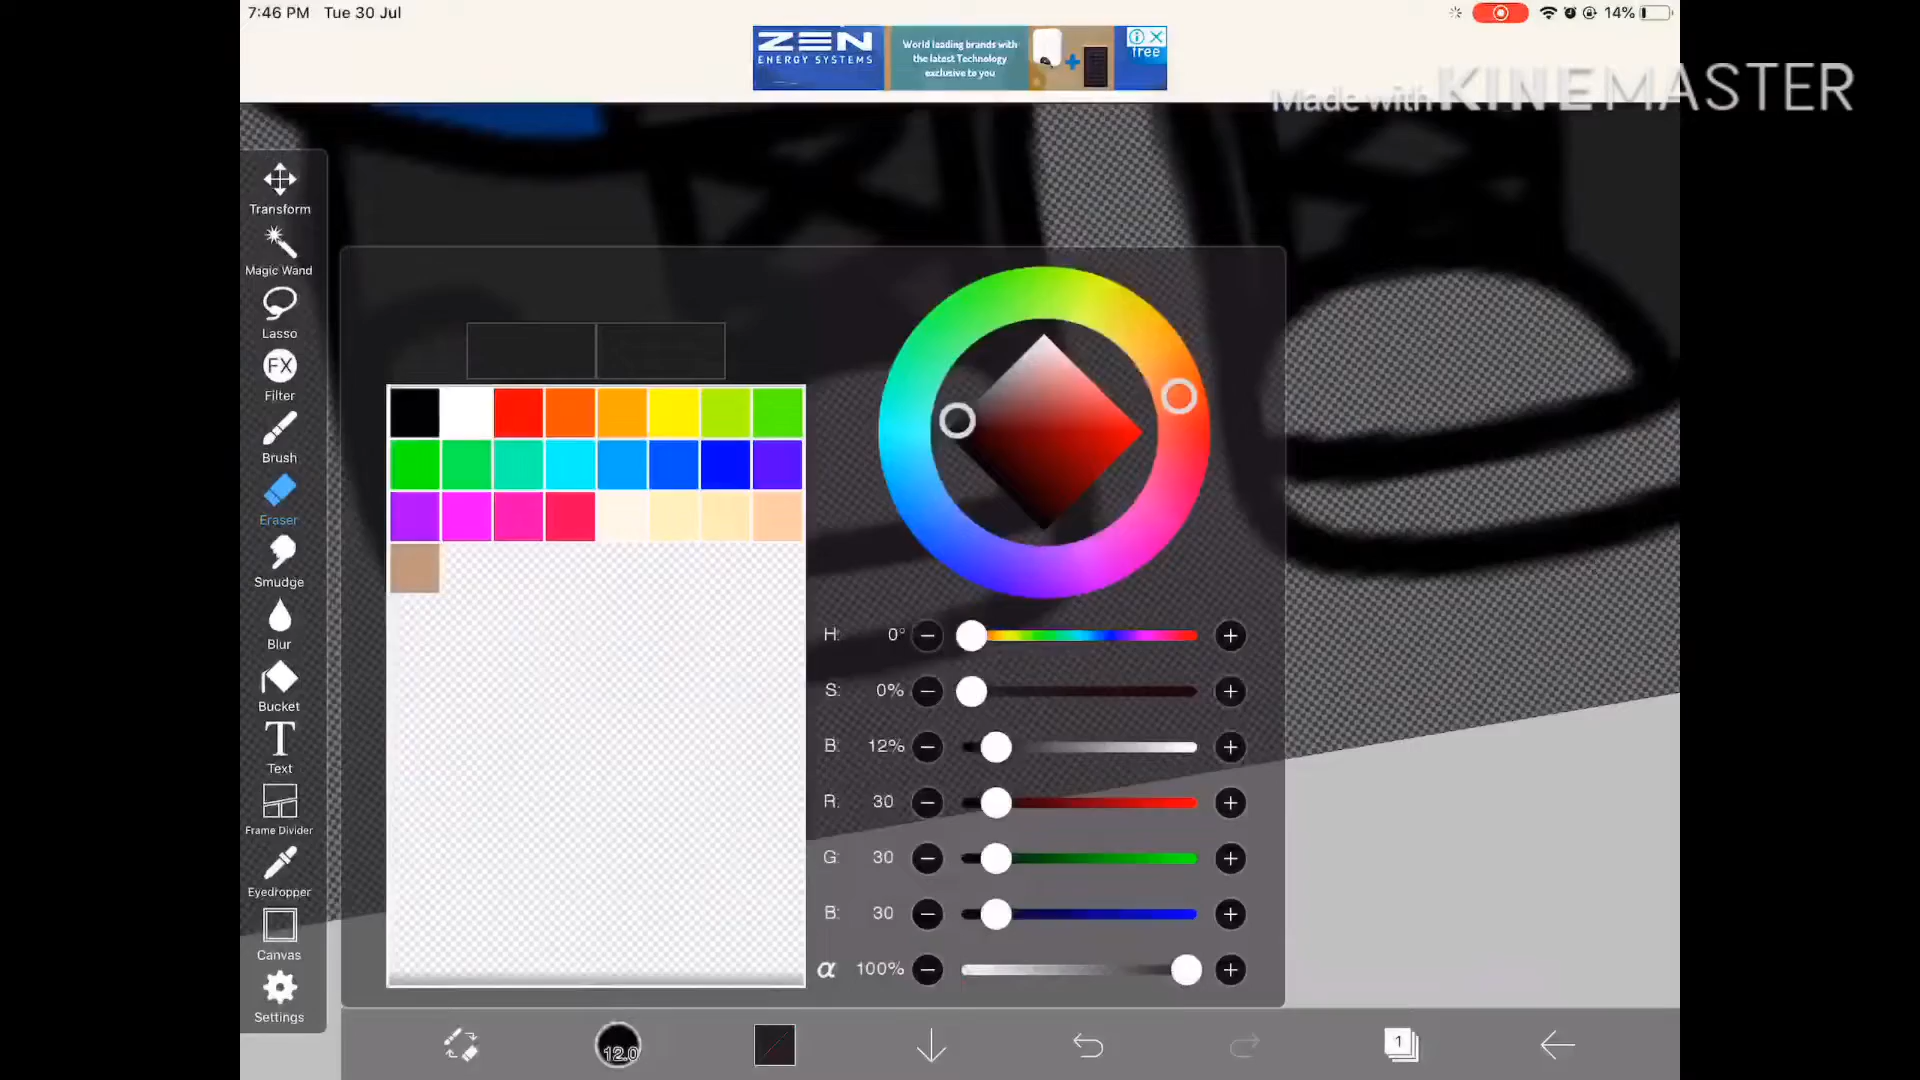 7:46 PM Tue 30 Jul
14%
ZEN
ENERGY SYSTEMS
World leading brands with
the latest Technology
exclusive to you
free
Made with KINEMASTER
Transform
Magic Wand
Lasso
FX
Filter
Brush
Eraser
Smudge
Blur
Bucket
T
Text
Frame Divider
Eyedropper
Canvas
Settings
H: 0°
S: 0%
B: 12%
R: 30
G: 30
B: 30
α 100%
12.0
1